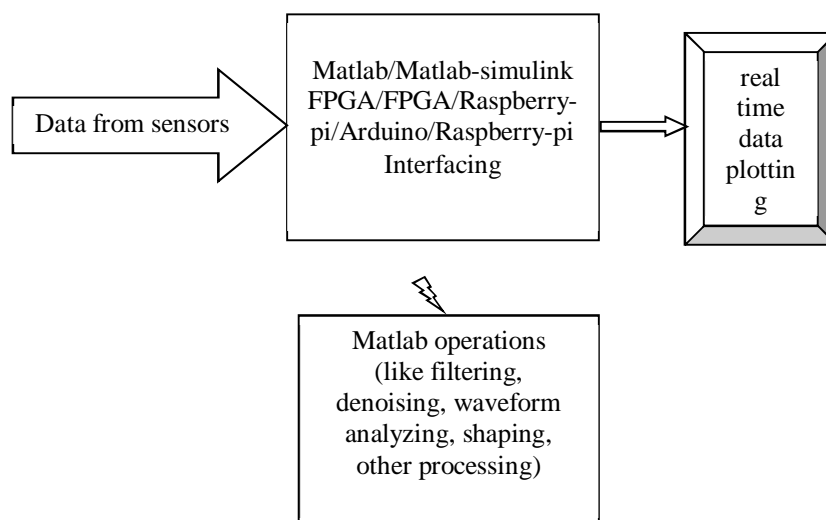 Data from sensors
Matlab/Matlab-simulink
FPGA/FPGA/Raspberry-
pi/Arduino/Raspberry-pi
Interfacing
real
time
data
plottin
g
Matlab operations
(like filtering,
denoising, waveform
analyzing, shaping,
other processing)